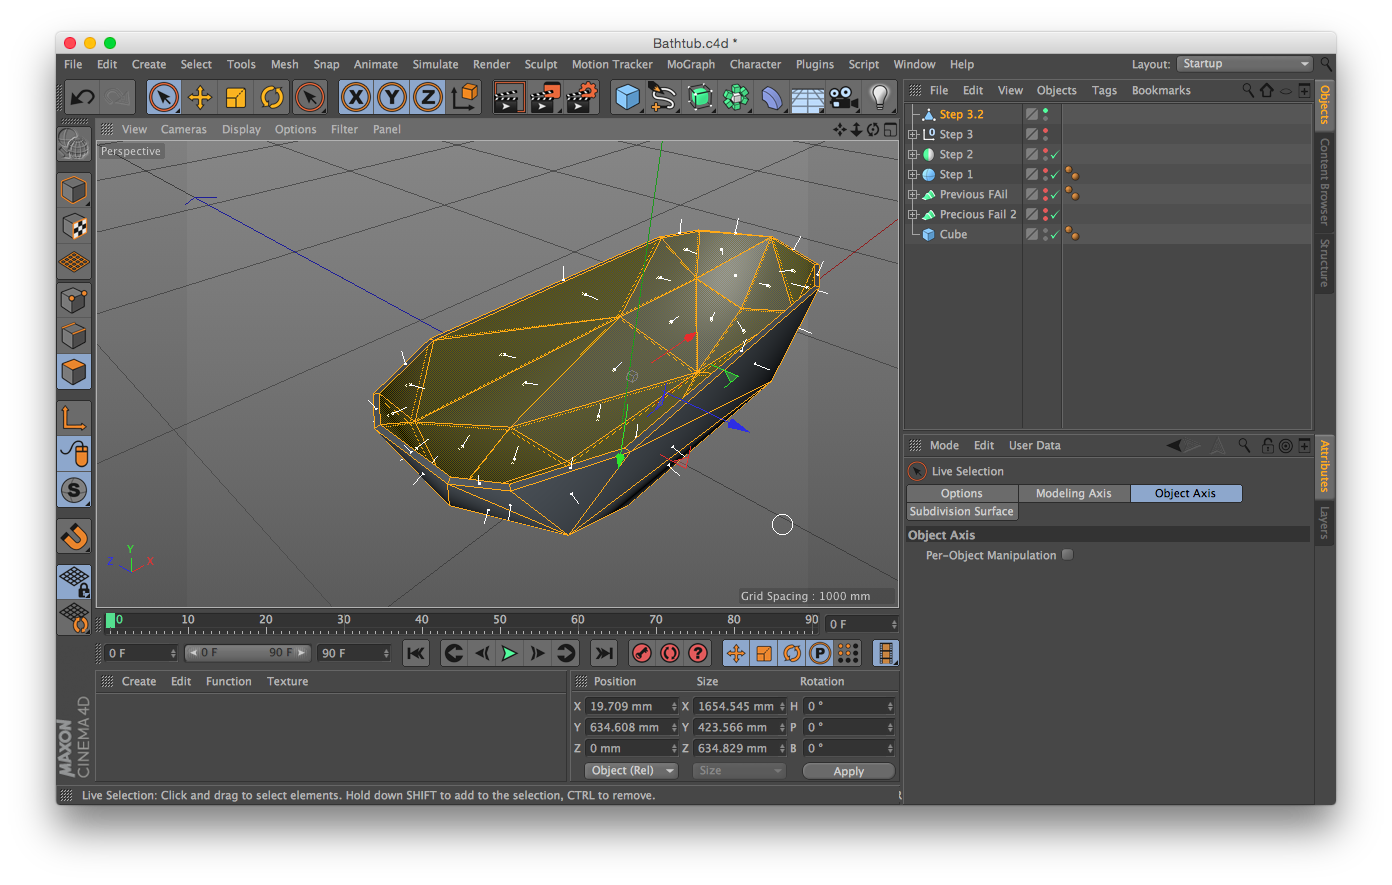 Bathtub.c4d *
File Edit Create Select Tools Mesh Snap Animate Simulate Render Sculpt Motion Tracker MoGraph Character Plugins Script Window Help Layout: Startup
X Y Z
File Edit View Objects Tags Bookmarks
Objects
Content Browser
Structure
View Cameras Display Options Filter Panel
Perspective
Step 3.2
Step 3
Step 2
Step 1
Previous FAil
Precious Fail 2
Cube
Mode Edit User Data
Attributes
Layers
Live Selection
Options Modeling Axis Object Axis
Subdivision Surface
Object Axis
Per-Object Manipulation
S
Y
Z X
Grid Spacing : 1000 mm
0 10 20 30 40 50 60 70 80 90 0 F
0 F 0 F 90 F 90 F ? P
Create Edit Function Texture
Position Size Rotation
X 19.709 mm X 1654.545 mm H 0 °
Y 634.608 mm Y 423.566 mm P 0 °
Z 0 mm Z 634.829 mm B 0 °
Object (Rel) Size Apply
MAXON
CINEMA 4D
Live Selection: Click and drag to select elements. Hold down SHIFT to add to the selection, CTRL to remove.